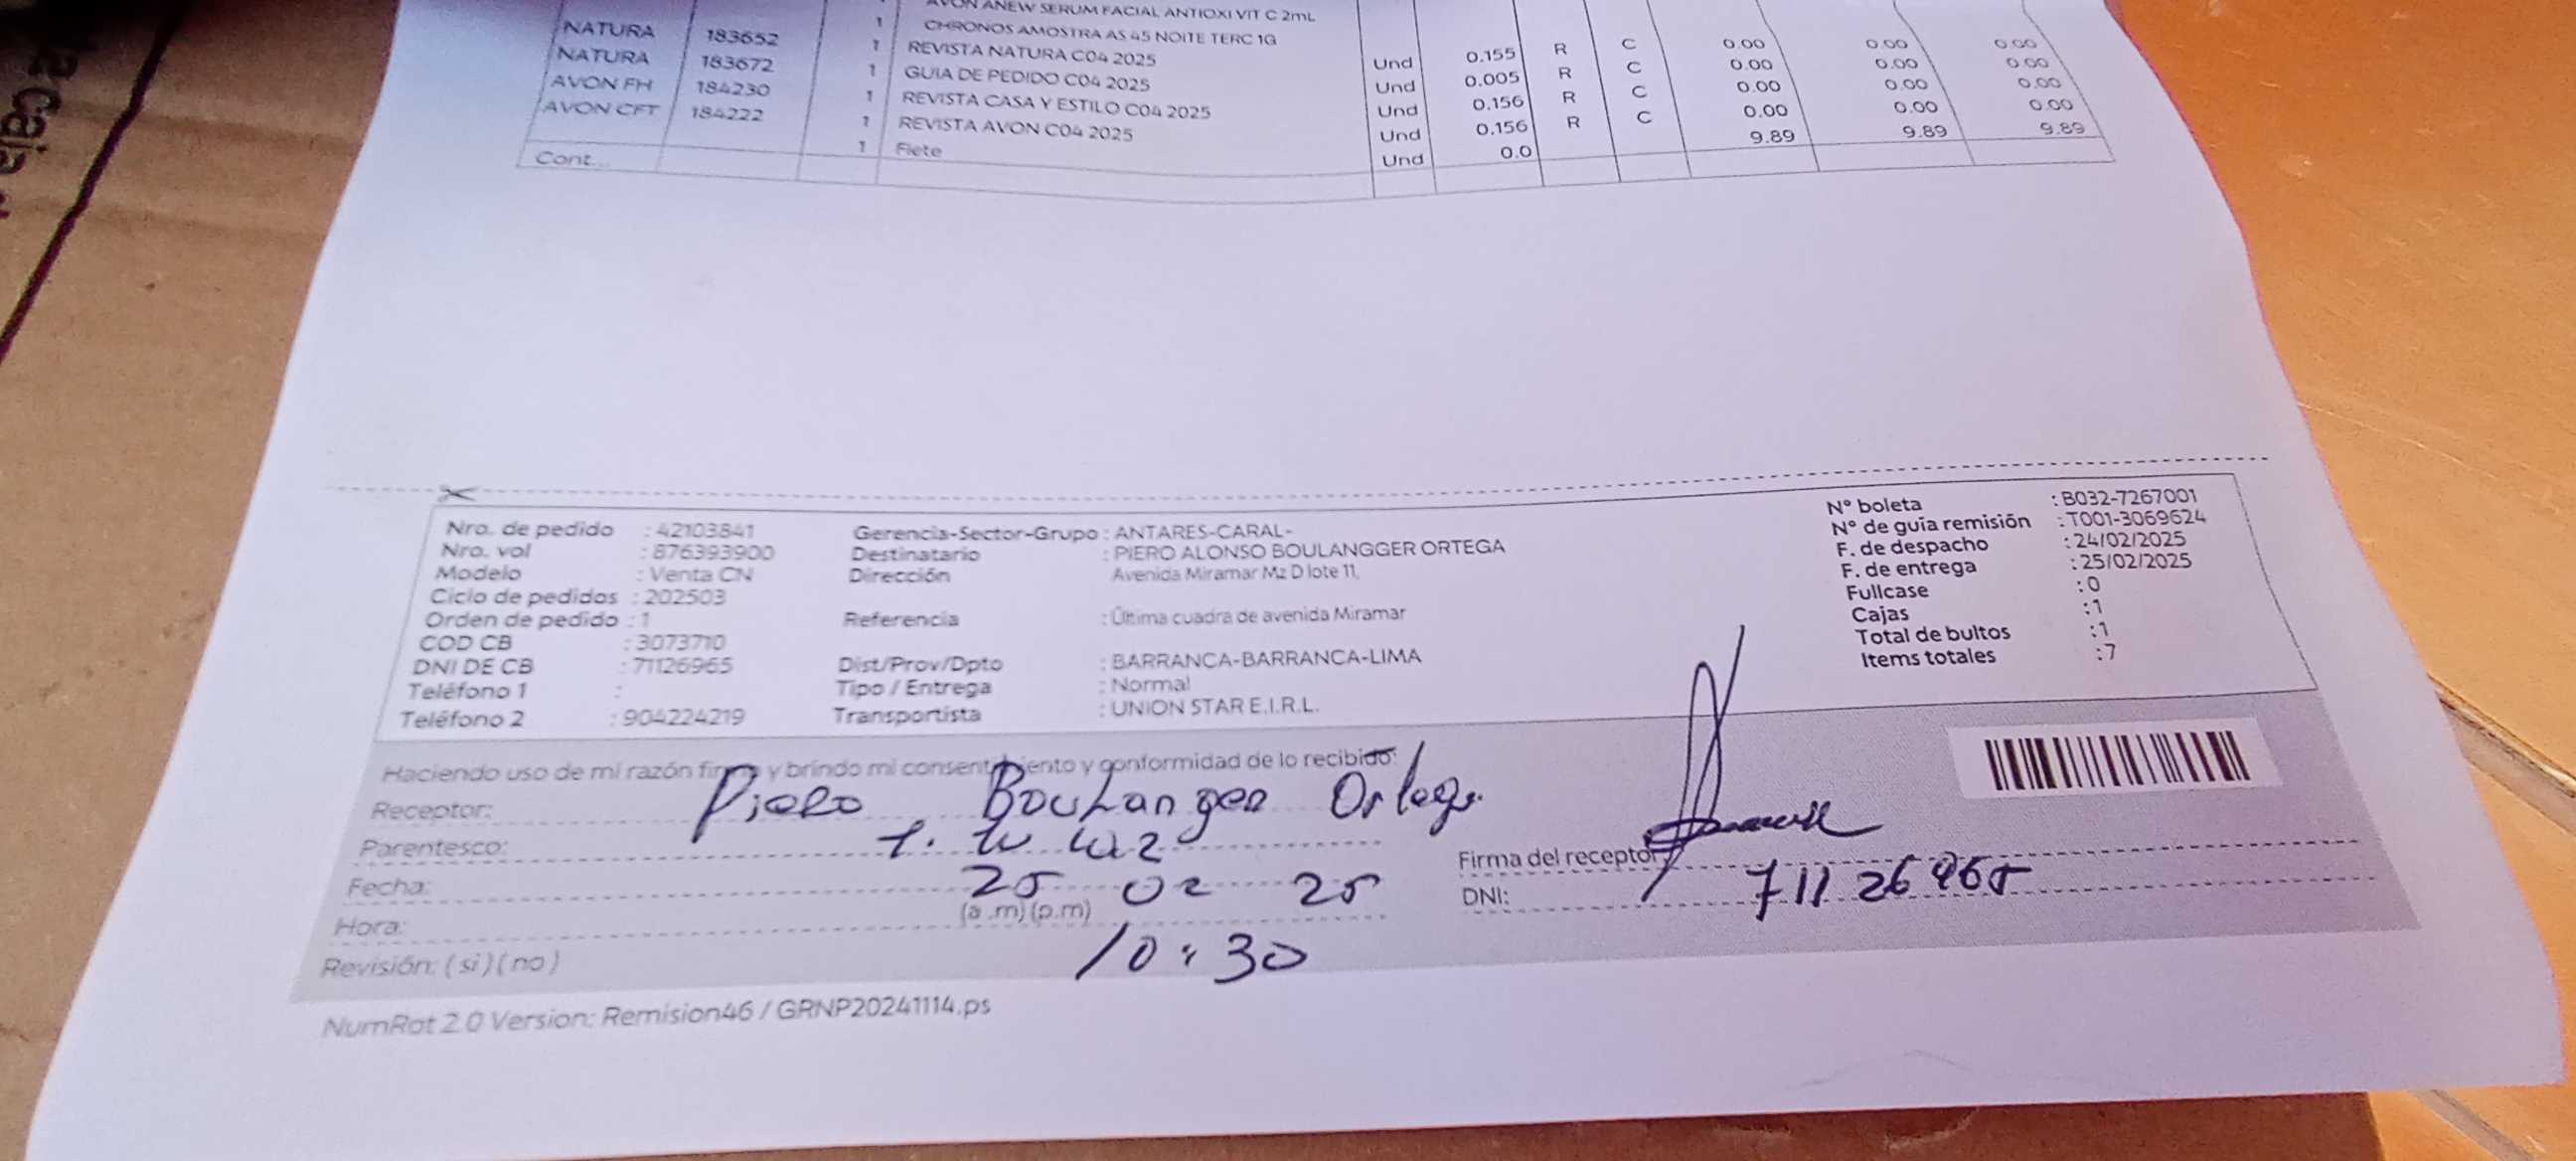 AVON ANEW SERUM FACIAL ANTIOXI VIT C 2mL
1 CHRONOS AMOSTRA AS 45 NOITE TERC 1G
NATURA 183652 1 REVISTA NATURA C04 2025 Und 0.155 R C 0.00 0.00 0.00
NATURA 183672 1 GUIA DE PEDIDO C04 2025 Und 0.005 R C 0.00 0.00 0.00
AVON FH 184230 1 REVISTA CASA Y ESTILO C04 2025 Und 0.156 R C 0.00 0.00 0.00
AVON CFT 184222 1 REVISTA AVON C04 2025 Und 0.156 R C 0.00 0.00 0.00
1 Flete Und 0.0 9.89 9.89 9.89
Cont...
Nro. de pedido : 42103841
Nro. vol : 876393900
Modelo : Venta CN
Ciclo de pedidos : 202503
Orden de pedido : 1
COD CB : 3073710
DNI DE CB : 71126965
Teléfono 1 :
Teléfono 2 : 904224219
Gerencia-Sector-Grupo : ANTARES-CARAL-
Destinatario : PIERO ALONSO BOULANGGER ORTEGA
Dirección Avenida Miramar Mz D lote 11,
Referencia : Última cuadra de avenida Miramar
Dist/Prov/Dpto : BARRANCA-BARRANCA-LIMA
Tipo / Entrega : Normal
Transportista : UNION STAR E.I.R.L.
N° boleta : B032-7267001
N° de guía remisión : T001-3069624
F. de despacho : 24/02/2025
F. de entrega : 25/02/2025
Fullcase : 0
Cajas : 1
Total de bultos : 1
Items totales : 7
Haciendo uso de mi razón firmo y brindo mi consentimiento y conformidad de lo recibido:
Receptor: Piero Boulanger Ortega
Parentesco:
Fecha: 25 02 25
Hora: (a .m) (p.m)
10:30
Revisión: ( si ) ( no )
Firma del receptor:
DNI: 71126965
NumRot 2.0 Version: Remision46 / GRNP20241114.ps